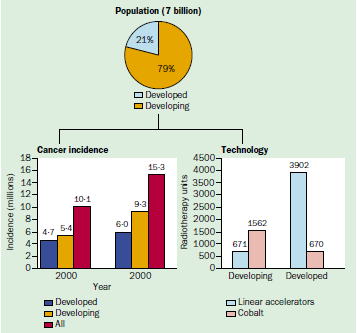 Population (7 billion)
21%
79%
Developed
Developing
Cancer incidence
Incidence (millions)
18
16
14
12
10
8
6
4
2
0
4·7
5·4
10·1
6·0
9·3
15·3
2000
2000
Year
Developed
Developing
All
Technology
Radiotherapy units
4500
4000
3500
3000
2500
2000
1500
1000
500
0
671
1562
3902
670
Developing
Developed
Linear accelerators
Cobalt